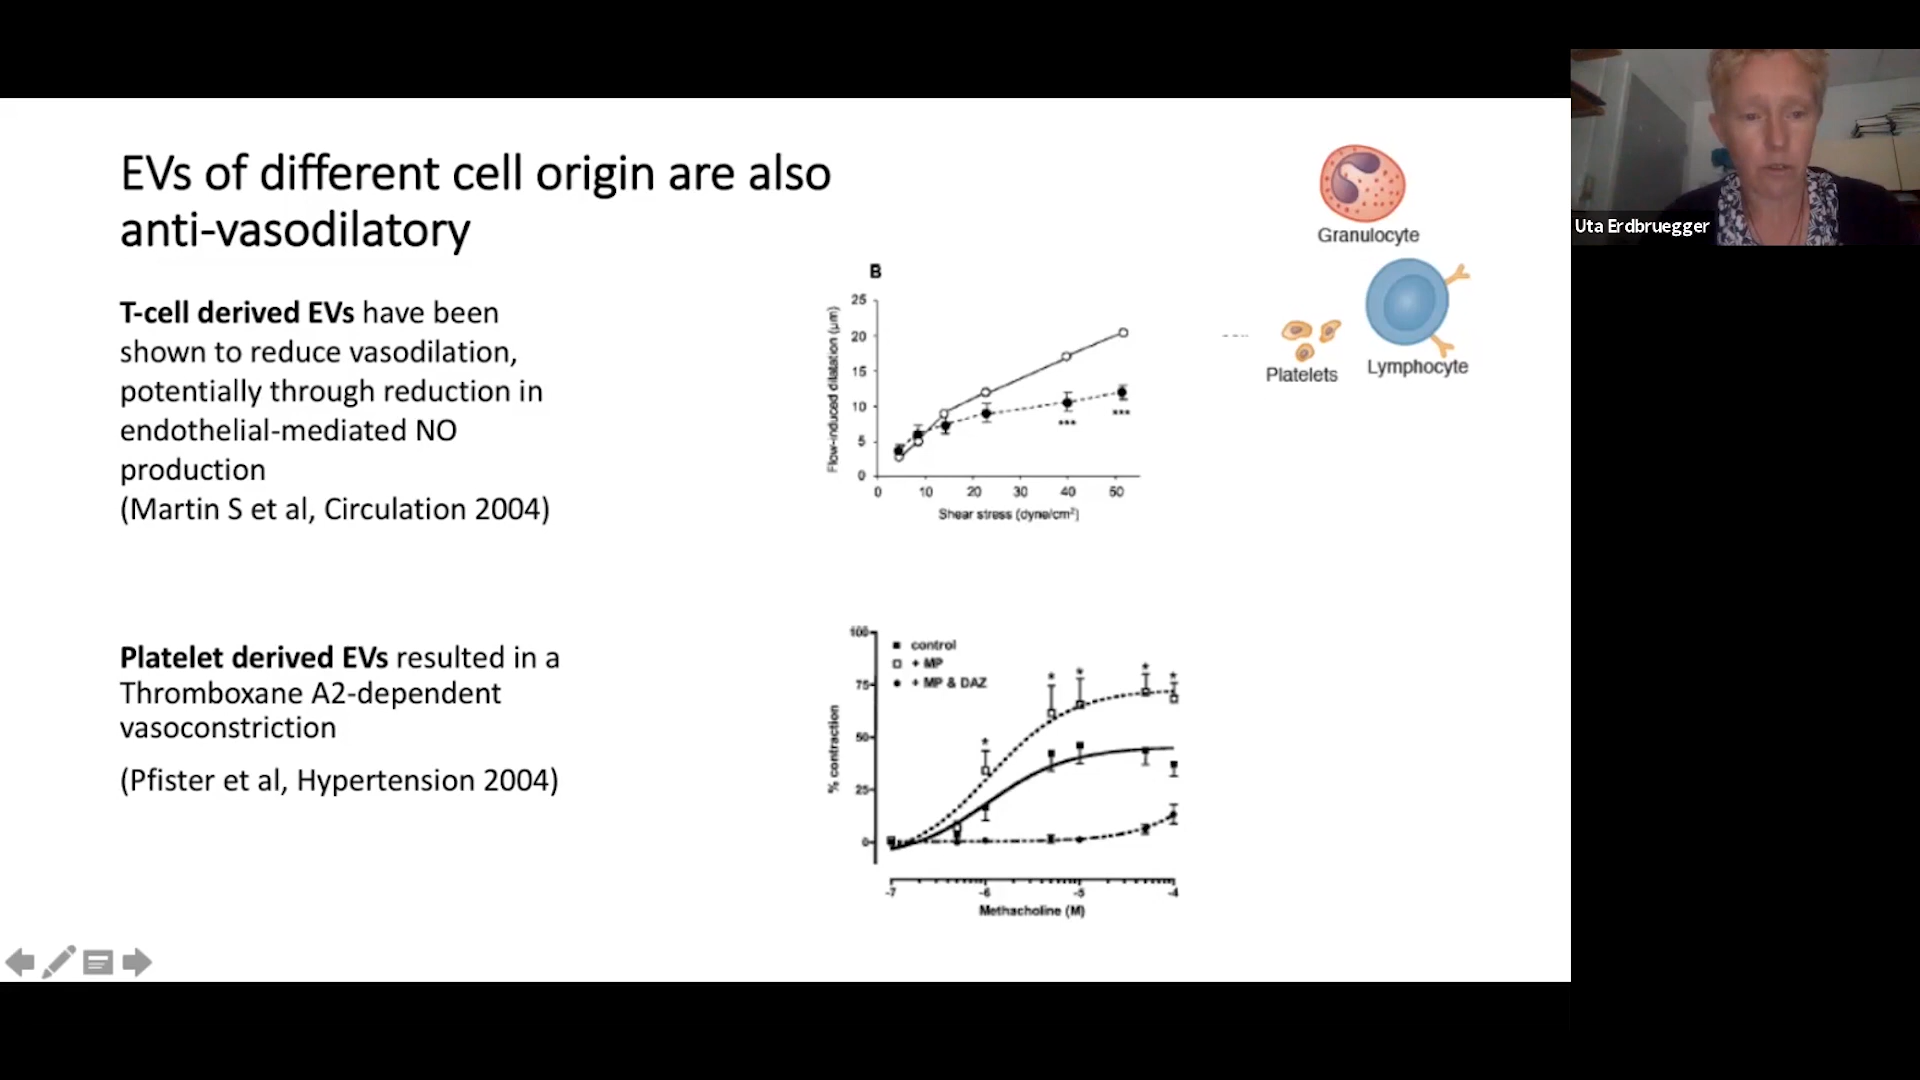 EVs of different cell origin are also
anti-vasodilatory
T-cell derived EVs have been
shown to reduce vasodilation,
potentially through reduction in
endothelial-mediated NO
production
(Martin S et al, Circulation 2004)
Platelet derived EVs resulted in a
Thromboxane A2-dependent
vasoconstriction
(Pfister et al, Hypertension 2004)
B
25
20
15
10
5
0
Flow-induced dilatation (µm)
***
***
0 10 20 30 40 50
Shear stress (dyne/cm²)
Granulocyte
Platelets
Lymphocyte
100
75
50
25
0
% contraction
control
+ MP
+ MP & DAZ
* * * * *
-7 -6 -5 -4
Methacholine (M)
Uta Erdbruegger